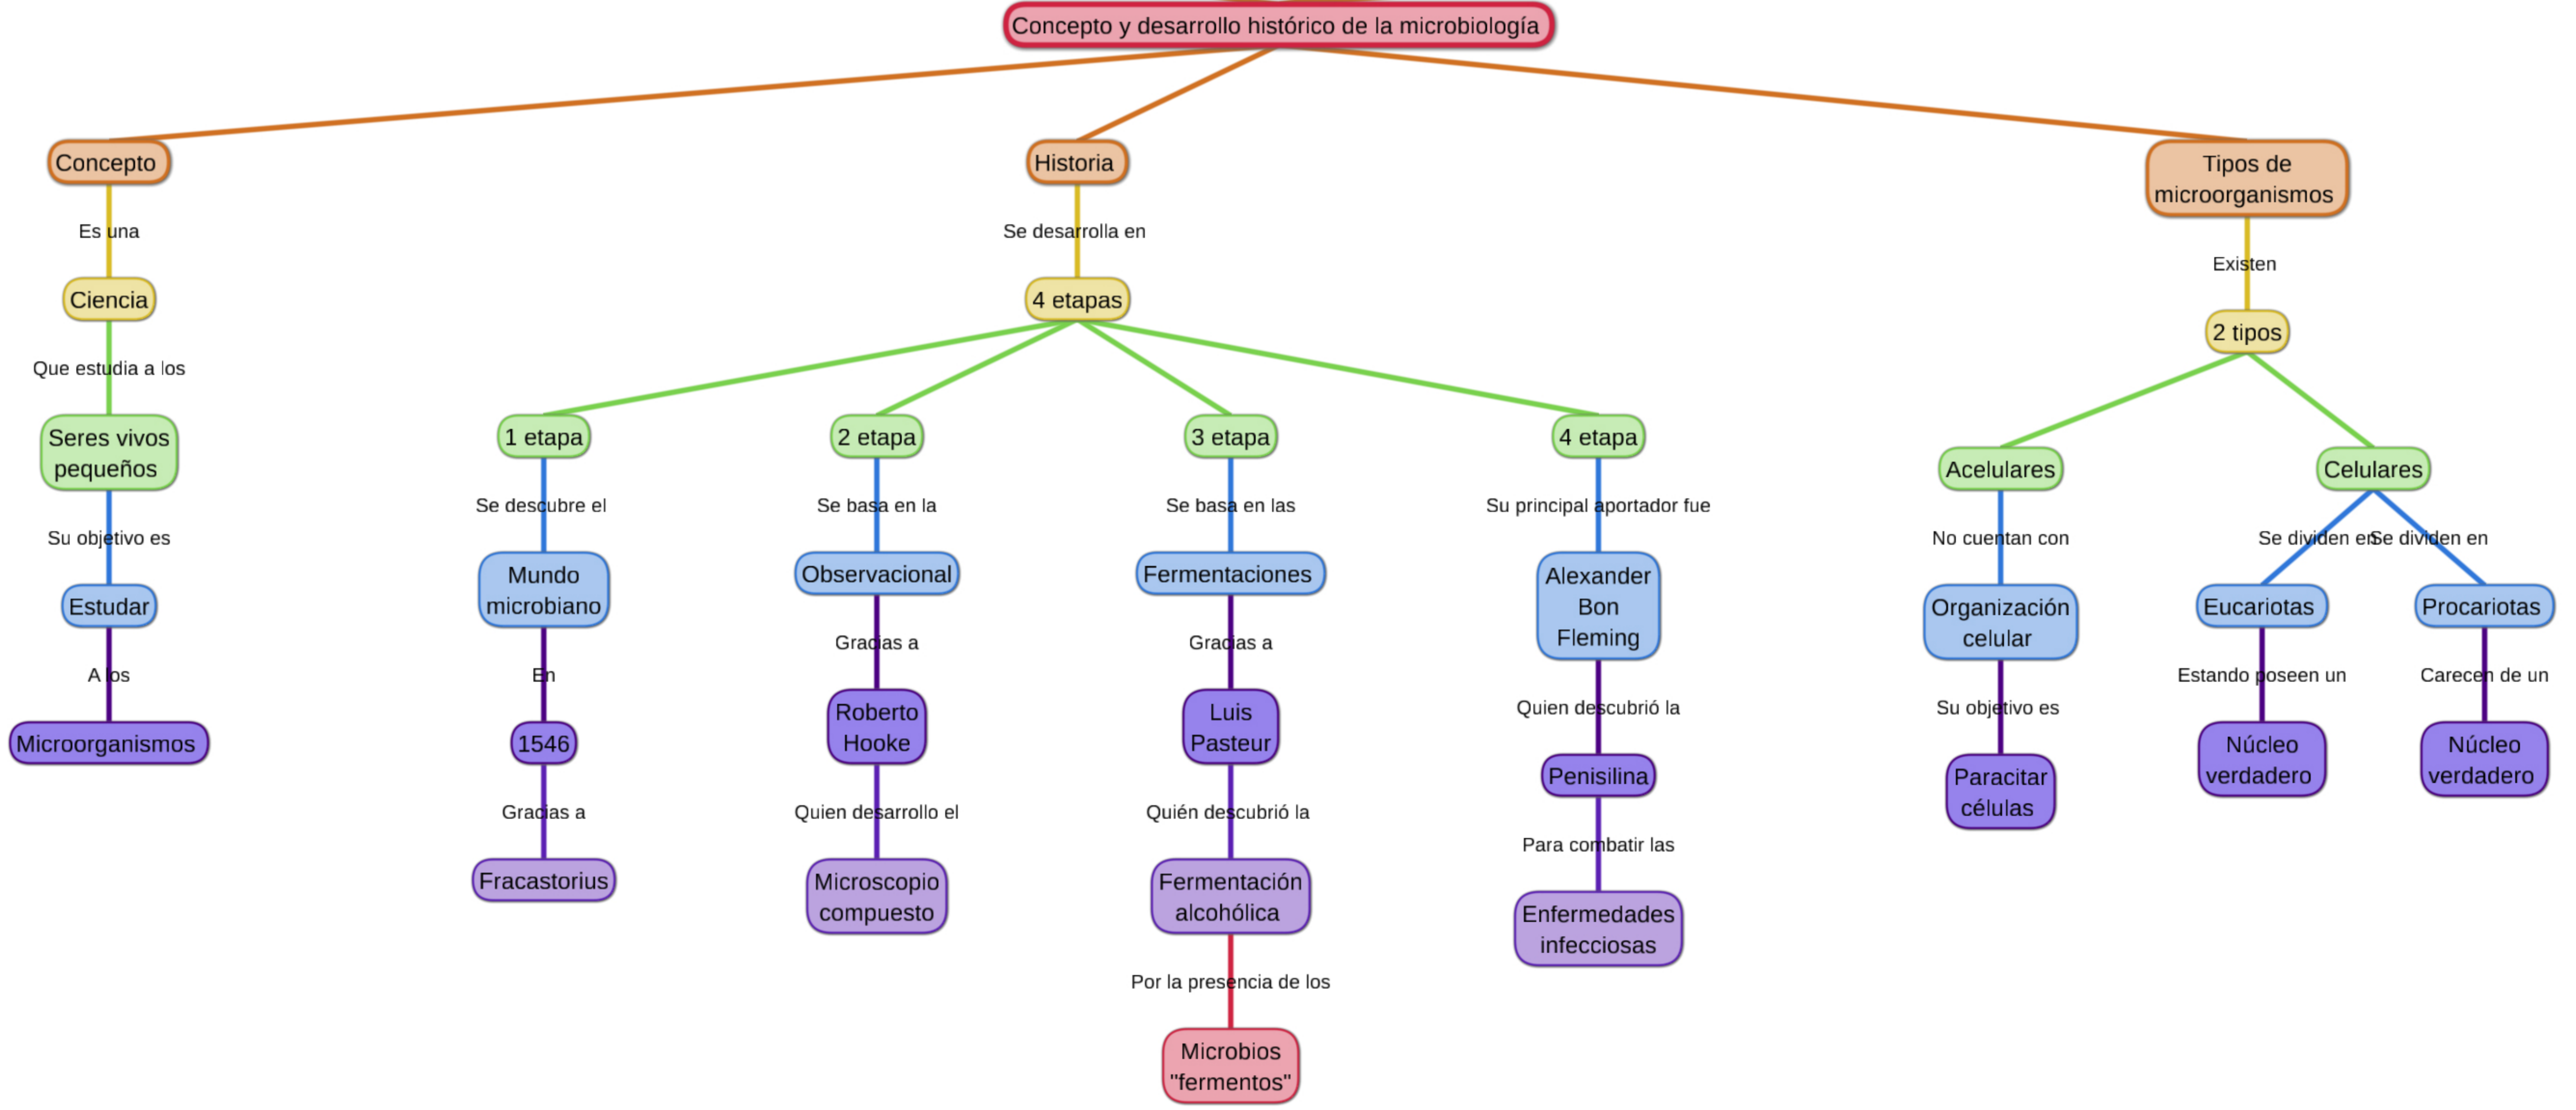 Concepto y desarrollo histórico de la microbiología
Concepto
Es una
Ciencia
Que estudia a los
Seres vivos
pequeños
Su objetivo es
Estudar
A los
Microorganismos
Historia
Se desarrolla en
4 etapas
1 etapa
Se descubre el
Mundo
microbiano
En
1546
Gracias a
Fracastorius
2 etapa
Se basa en la
Observacional
Gracias a
Roberto
Hooke
Quien desarrollo el
Microscopio
compuesto
3 etapa
Se basa en las
Fermentaciones
Gracias a
Luis
Pasteur
Quién descubrió la
Fermentación
alcohólica
Por la presencia de los
Microbios
"fermentos"
4 etapa
Su principal aportador fue
Alexander
Bon
Fleming
Quien descubrió la
Penisilina
Para combatir las
Enfermedades
infecciosas
Tipos de
microorganismos
Existen
2 tipos
Acelulares
No cuentan con
Organización
celular
Su objetivo es
Paracitar
células
Celulares
Se dividen en
Eucariotas
Estando poseen un
Núcleo
verdadero
Se dividen en
Procariotas
Carecen de un
Núcleo
verdadero